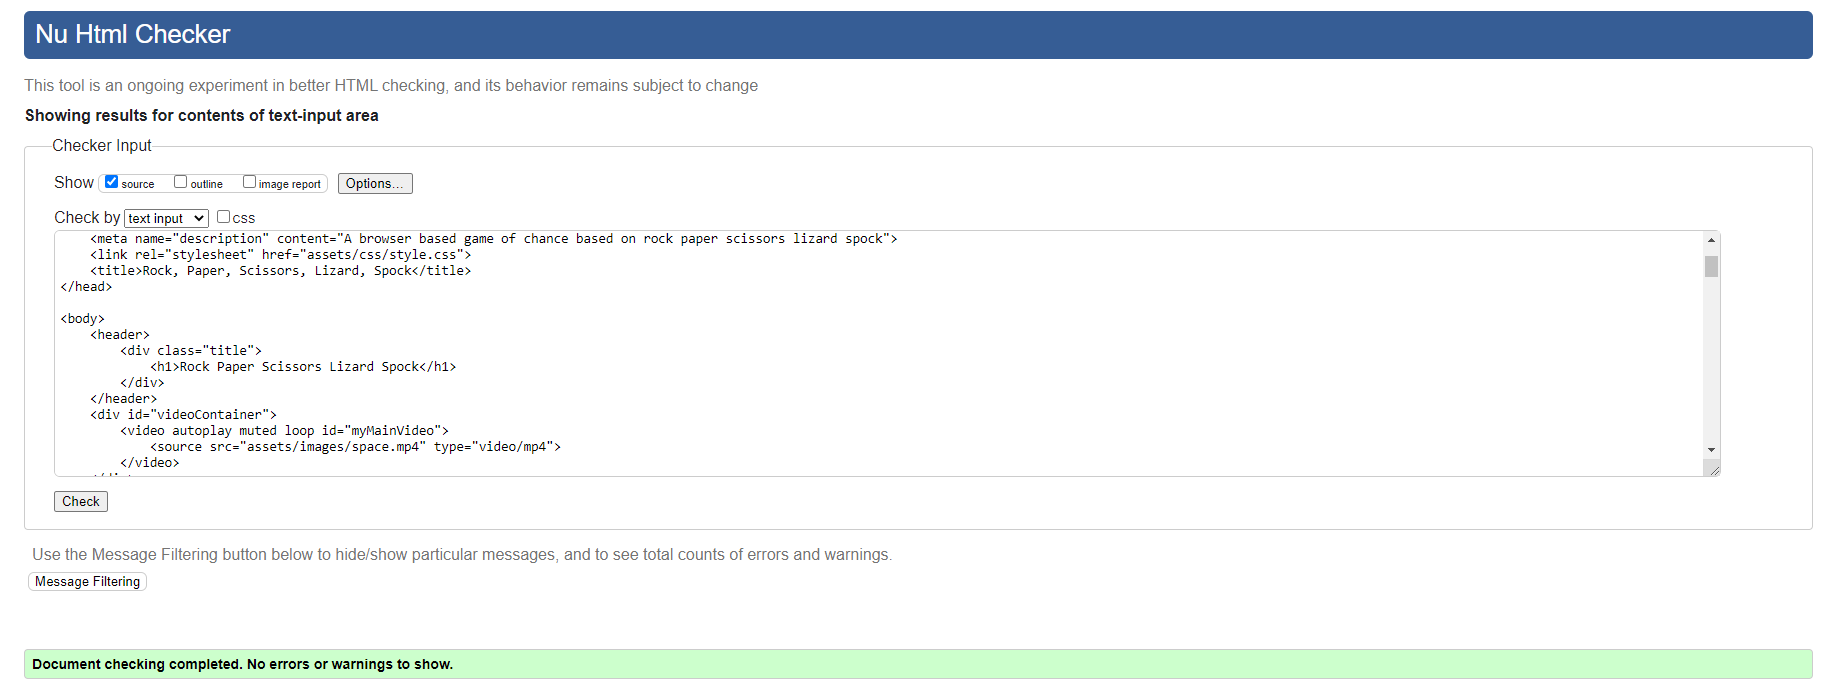 Nu Html Checker
This tool is an ongoing experiment in better HTML checking, and its behavior remains subject to change
Showing results for contents of text-input area
Checker Input
Show source outline image report Options...
Check by text input css
<meta name="description" content="A browser based game of chance based on rock paper scissors lizard spock">
<link rel="stylesheet" href="assets/css/style.css">
<title>Rock, Paper, Scissors, Lizard, Spock</title>
</head>
<body>
<header>
<div class="title">
<h1>Rock Paper Scissors Lizard Spock</h1>
</div>
</header>
<div id="videoContainer">
<video autoplay muted loop id="myMainVideo">
<source src="assets/images/space.mp4" type="video/mp4">
</video>
Check
Use the Message Filtering button below to hide/show particular messages, and to see total counts of errors and warnings.
Message Filtering
Document checking completed. No errors or warnings to show.